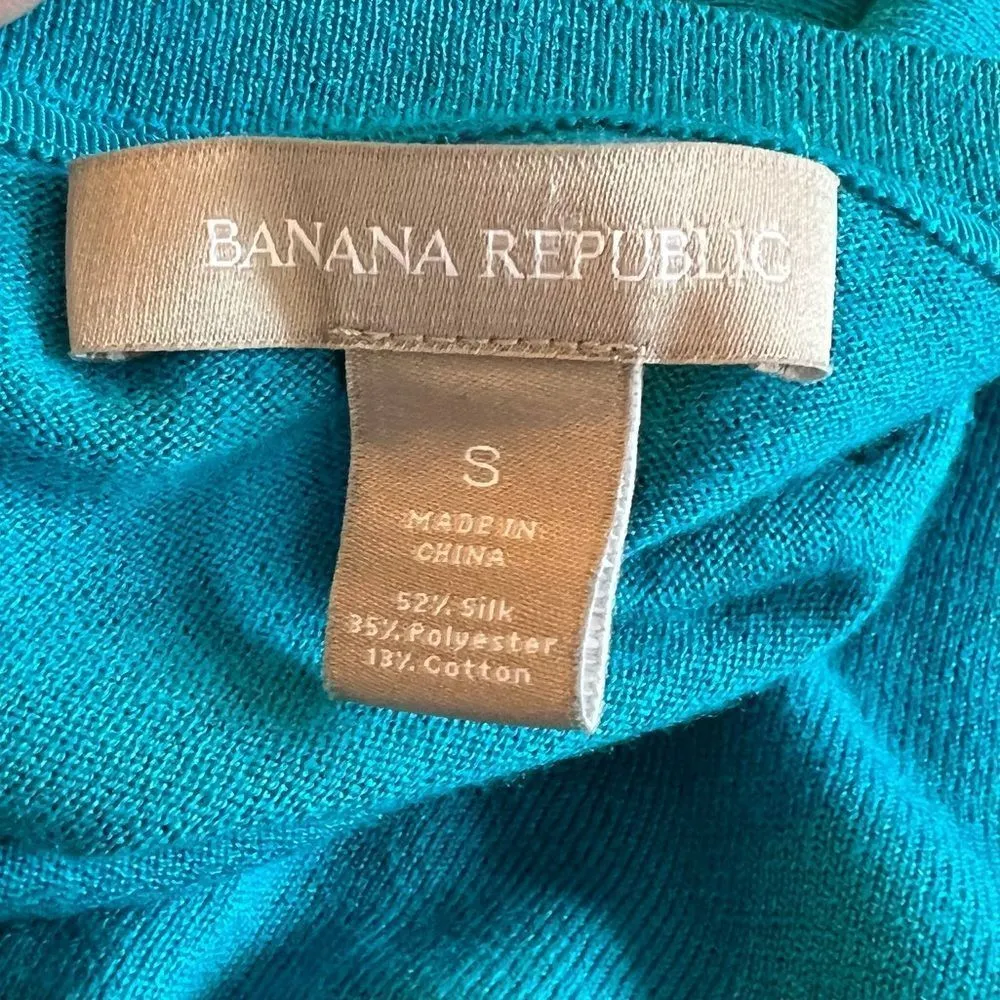 BANANA REPUBLIC
S
MADE IN
CHINA
52% Silk
35% Polyester
13% Cotton